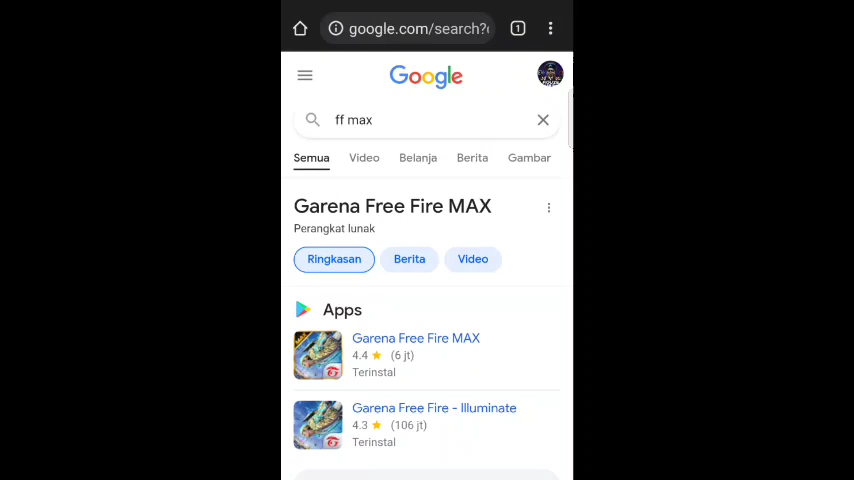 google.com/search?
1
Google
ff max
Semua Video Belanja Berita Gambar
Garena Free Fire MAX
Perangkat lunak
Ringkasan Berita Video
Apps
Garena Free Fire MAX
4.4 ★ (6 jt)
Terinstal
Garena Free Fire - Illuminate
4.3 ★ (106 jt)
Terinstal